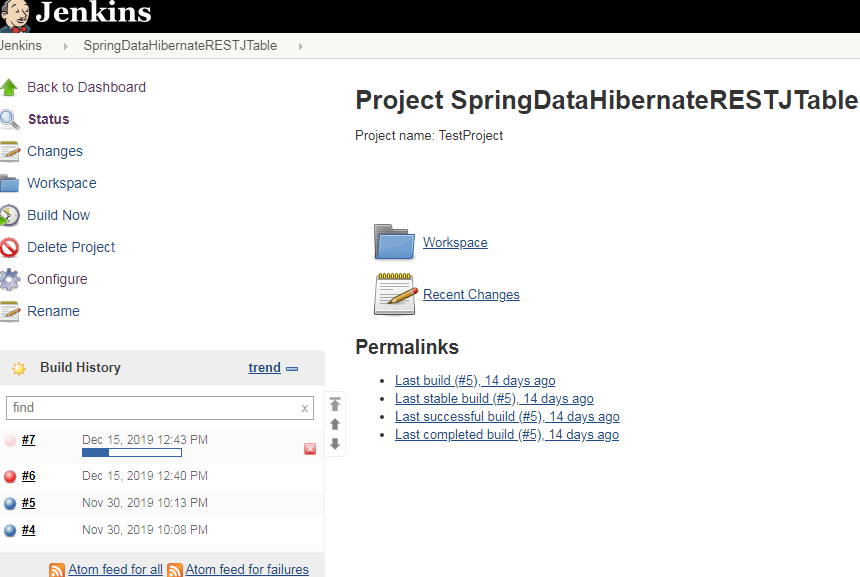 Jenkins
Jenkins SpringDataHibernateRESTJTable
Back to Dashboard
Status
Changes
Workspace
Build Now
Delete Project
Configure
Rename
Build History trend
find x
#7 Dec 15, 2019 12:43 PM
#6 Dec 15, 2019 12:40 PM
#5 Nov 30, 2019 10:13 PM
#4 Nov 30, 2019 10:08 PM
Atom feed for all Atom feed for failures
Project SpringDataHibernateRESTJTable
Project name: TestProject
Workspace
Recent Changes
Permalinks
Last build (#5), 14 days ago
Last stable build (#5), 14 days ago
Last successful build (#5), 14 days ago
Last completed build (#5), 14 days ago